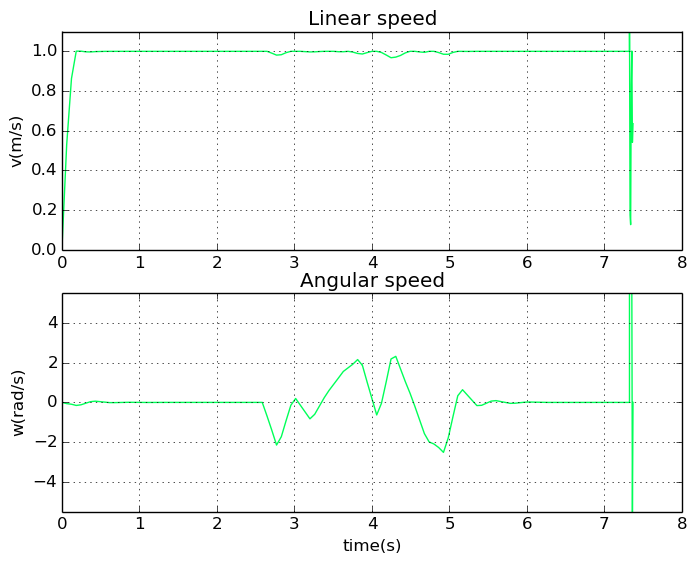 Linear speed
1.0
0.8
0.6
0.4
0.2
0.0
v(m/s)
0 1 2 3 4 5 6 7 8
Angular speed
4
2
0
−2
−4
w(rad/s)
0 1 2 3 4 5 6 7 8
time(s)